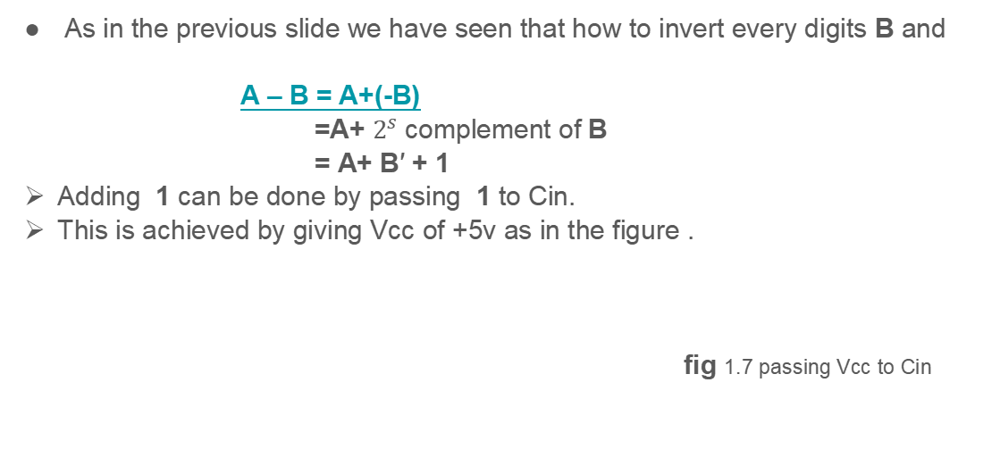 ● As in the previous slide we have seen that how to invert every digits B and
A – B = A+(-B)
=A+ 2ˢ complement of B
= A+ B′ + 1
➢ Adding 1 can be done by passing 1 to Cin.
➢ This is achieved by giving Vcc of +5v as in the figure .
fig 1.7 passing Vcc to Cin